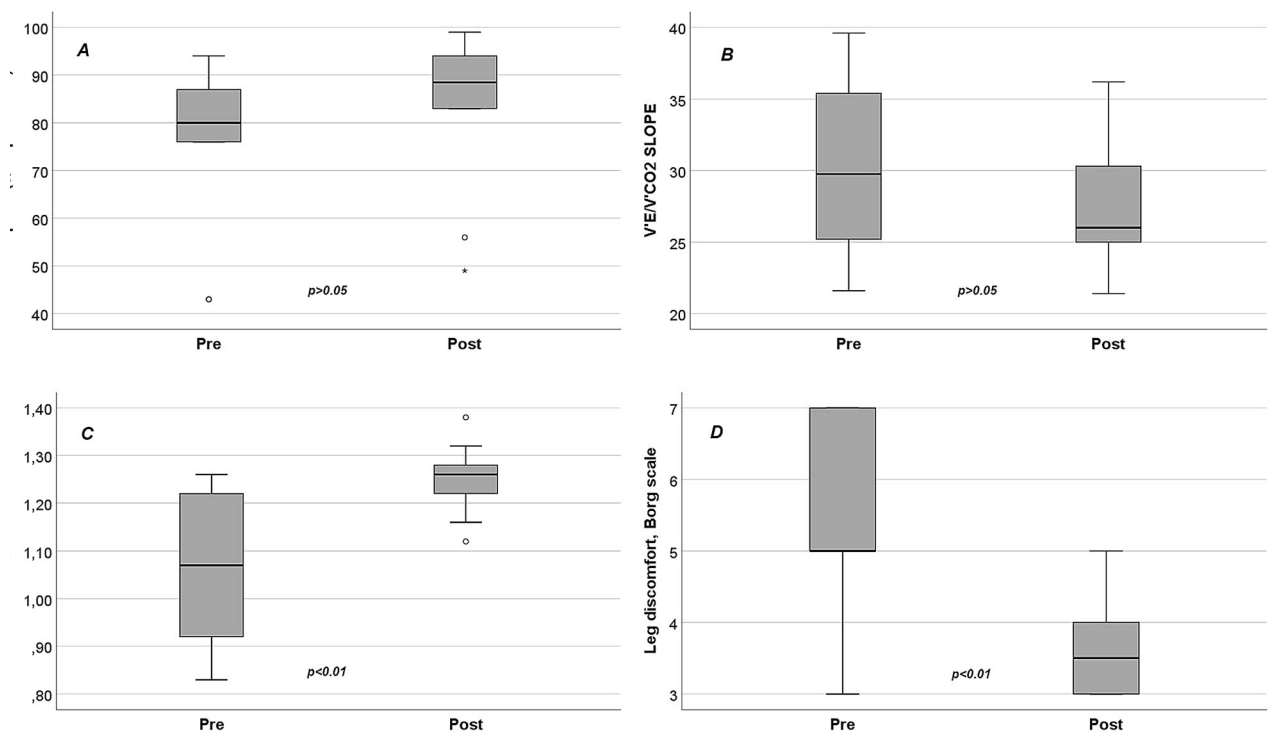 A
100
90
80
70
60
50
40
*
p>0.05
Pre
Post
B
V'E/V'CO2 SLOPE
40
35
30
25
20
p>0.05
Pre
Post
C
1,40
1,30
1,20
1,10
1,00
,90
,80
p<0.01
Pre
Post
D
Leg discomfort, Borg scale
7
6
5
4
3
p<0.01
Pre
Post